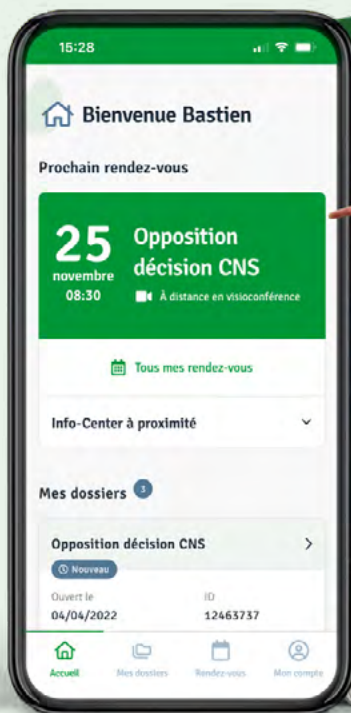 15:28
Bienvenue Bastien
Prochain rendez-vous
25
novembre
08:30
Opposition
décision CNS
À distance en visioconférence
Tous mes rendez-vous
Info-Center à proximité
Mes dossiers 3
Opposition décision CNS
Nouveau
Ouvert le
04/04/2022
ID
12463737
Accueil
Mes dossiers
Rendez-vous
Mon compte